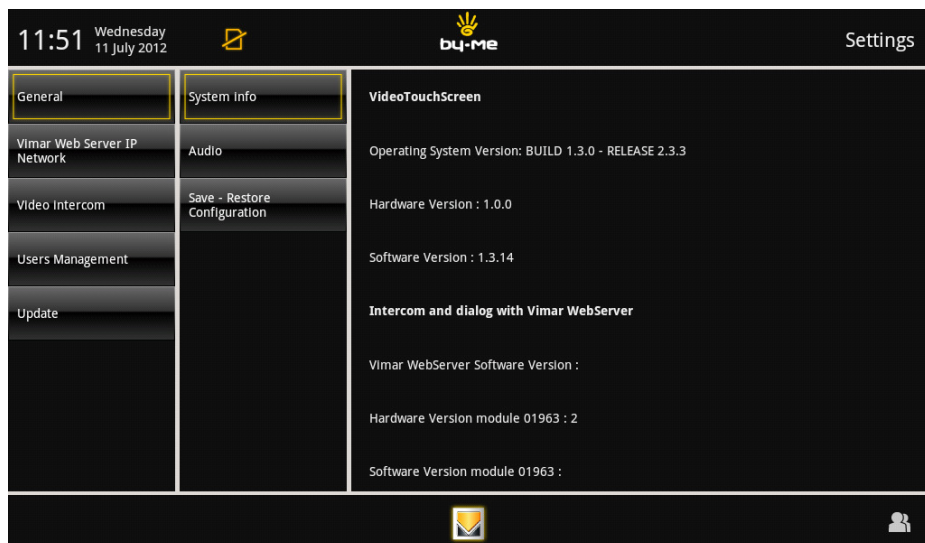 11:51
Wednesday
11 July 2012
by-me
Settings
General
Vimar Web Server IP
Network
Video Intercom
Users Management
Update
System Info
Audio
Save - Restore
Configuration
VideoTouchScreen
Operating System Version: BUILD 1.3.0 - RELEASE 2.3.3
Hardware Version : 1.0.0
Software Version : 1.3.14
Intercom and dialog with Vimar WebServer
Vimar WebServer Software Version :
Hardware Version module 01963 : 2
Software Version module 01963 :